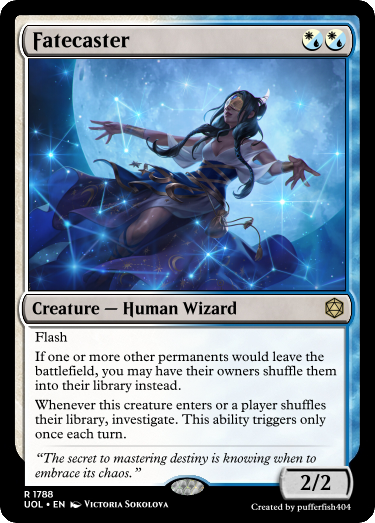 Fatecaster
Creature — Human Wizard
Flash
If one or more other permanents would leave the
battlefield, you may have their owners shuffle them
into their library instead.
Whenever this creature enters or a player shuffles
their library, investigate. This ability triggers only
once each turn.
“The secret to mastering destiny is knowing when to
embrace its chaos.”
2/2
R 1788
UOL • EN Victoria Sokolova
Created by pufferfish404